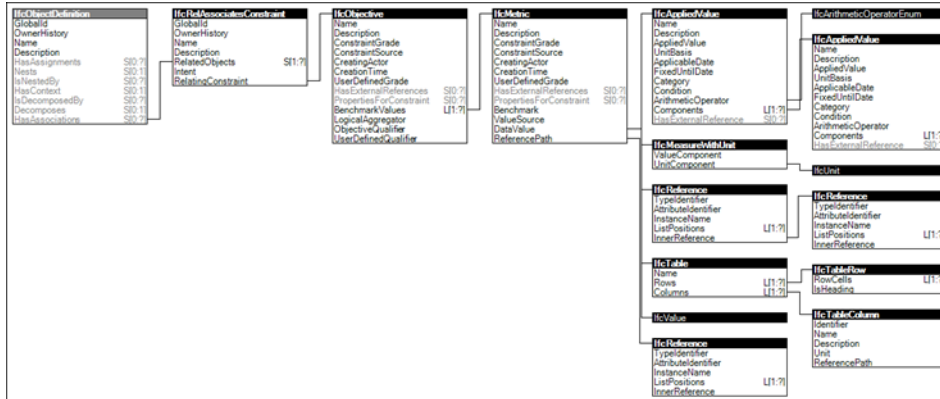 IfcObjectDefinition
GlobalId
OwnerHistory
Name
Description
HasAssignments S[0:?]
Nests S[0:1]
IsNestedBy S[0:?]
HasContext S[0:1]
IsDecomposedBy S[0:?]
Decomposes S[0:1]
HasAssociations S[0:?]
IfcRelAssociatesConstraint
GlobalId
OwnerHistory
Name
Description
RelatedObjects S[1:?]
Intent
RelatingConstraint
IfcObjective
Name
Description
ConstraintGrade
ConstraintSource
CreatingActor
CreationTime
UserDefinedGrade
HasExternalReferences S[0:?]
PropertiesForConstraint S[0:?]
BenchmarkValues L[1:?]
LogicalAggregator
ObjectiveQualifier
UserDefinedQualifier
IfcMetric
Name
Description
ConstraintGrade
ConstraintSource
CreatingActor
CreationTime
UserDefinedGrade
HasExternalReferences S[0:?]
PropertiesForConstraint S[0:?]
Benchmark
ValueSource
DataValue
ReferencePath
IfcAppliedValue
Name
Description
AppliedValue
UnitBasis
ApplicableDate
FixedUntilDate
Category
Condition
ArithmeticOperator
Components L[1:?]
HasExternalReference S[0:?]
IfcMeasureWithUnit
ValueComponent
UnitComponent
IfcReference
TypeIdentifier
AttributeIdentifier
InstanceName
ListPositions L[1:?]
InnerReference
IfcTable
Name
Rows L[1:?]
Columns L[1:?]
IfcValue
IfcReference
TypeIdentifier
AttributeIdentifier
InstanceName
ListPositions L[1:?]
InnerReference
IfcArithmeticOperatorEnum
IfcAppliedValue
Name
Description
AppliedValue
UnitBasis
ApplicableDate
FixedUntilDate
Category
Condition
ArithmeticOperator
Components L[1:?
HasExternalReference S[0:?
IfcUnit
IfcReference
TypeIdentifier
AttributeIdentifier
InstanceName
ListPositions L[1:?
InnerReference
IfcTableRow
RowCells L[1:?
IsHeading
IfcTableColumn
Identifier
Name
Description
Unit
ReferencePath